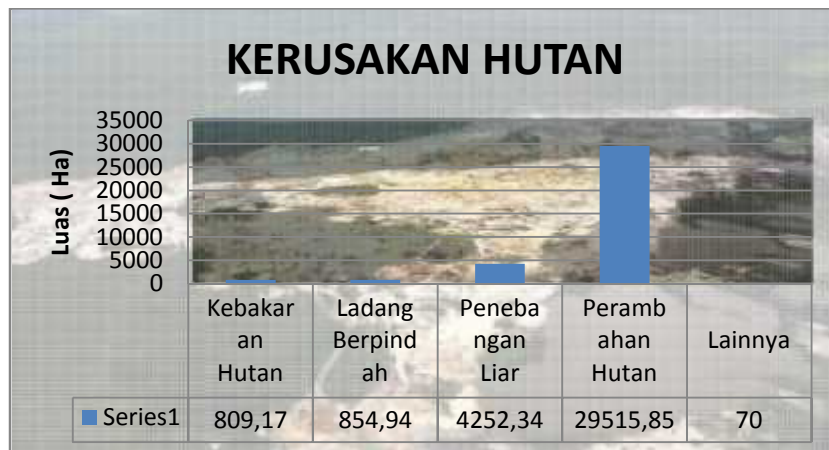 KERUSAKAN HUTAN
Luas ( Ha)
35000
30000
25000
20000
15000
10000
5000
0
Kebakar
an
Hutan
Ladang
Berpind
ah
Peneba
ngan
Liar
Peramb
ahan
Hutan
Lainnya
Series1 809,17 854,94 4252,34 29515,85 70